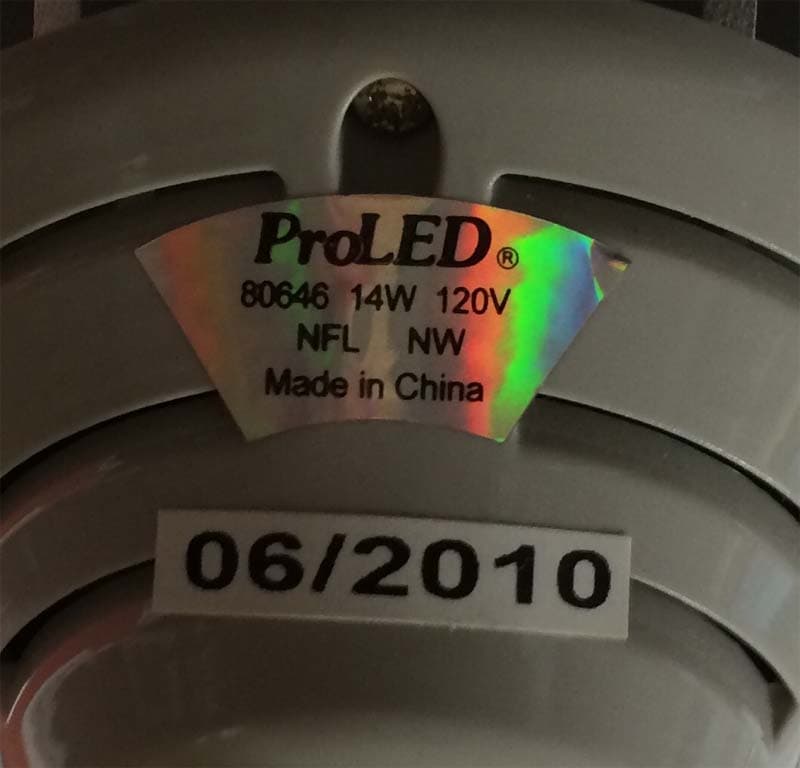 ProLED®
80646 14W 120V
NFL NW
Made in China
06/2010